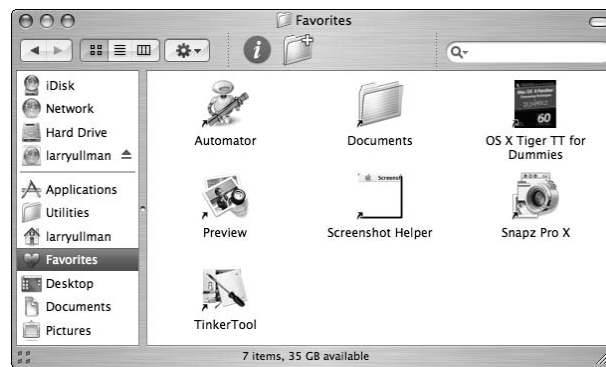 Favorites
iDisk
Network
Hard Drive
larryullman
Applications
Utilities
larryullman
Favorites
Desktop
Documents
Pictures
Automator
Documents
OS X Tiger TT for
Dummies
Preview
Screenshot Helper
Snapz Pro X
TinkerTool
60
Screensh
7 items, 35 GB available